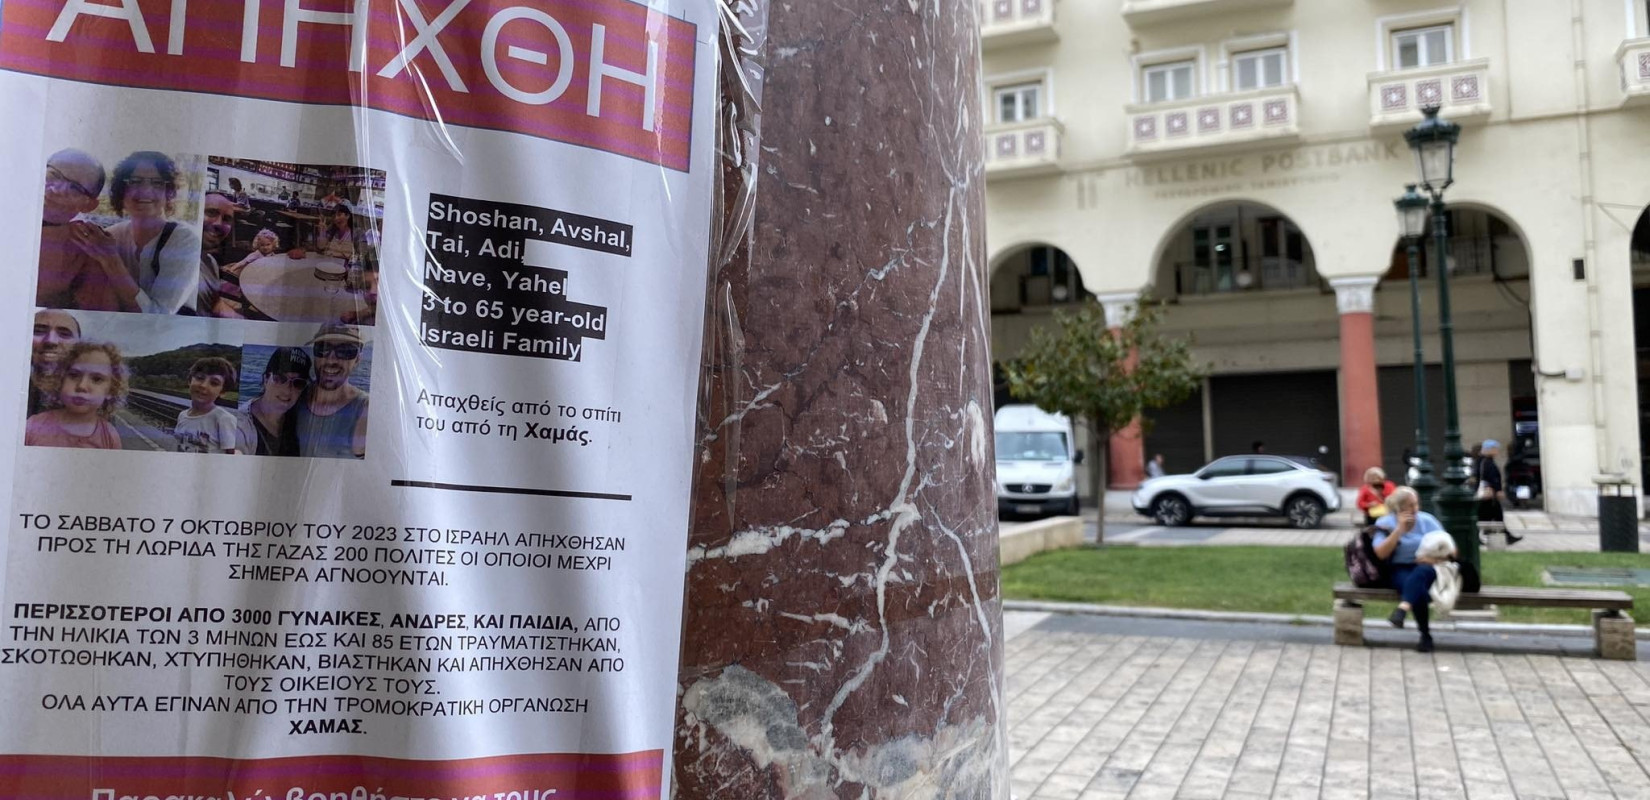 ΑΠΗΧΘΗ
Shoshan, Avshal,
Tai, Adi,
Nave, Yahel
3 to 65 year-old
Israeli Family
Απαχθείς από το σπίτι
του από τη Χαμάς.
ΤΟ ΣΑΒΒΑΤΟ 7 ΟΚΤΩΒΡΙΟΥ ΤΟΥ 2023 ΣΤΟ ΙΣΡΑΗΛ ΑΠΗΧΘΗΣΑΝ
ΠΡΟΣ ΤΗ ΛΩΡΙΔΑ ΤΗΣ ΓΑΖΑΣ 200 ΠΟΛΙΤΕΣ ΟΙ ΟΠΟΙΟΙ ΜΕΧΡΙ
ΣΗΜΕΡΑ ΑΓΝΟΟΥΝΤΑΙ.
ΠΕΡΙΣΣΟΤΕΡΟΙ ΑΠΟ 3000 ΓΥΝΑΙΚΕΣ, ΑΝΔΡΕΣ, ΚΑΙ ΠΑΙΔΙΑ, ΑΠΟ
ΤΗΝ ΗΛΙΚΙΑ ΤΩΝ 3 ΜΗΝΩΝ ΕΩΣ ΚΑΙ 85 ΕΤΩΝ ΤΡΑΥΜΑΤΙΣΤΗΚΑΝ,
ΣΚΟΤΩΘΗΚΑΝ, ΧΤΥΠΗΘΗΚΑΝ, ΒΙΑΣΤΗΚΑΝ ΚΑΙ ΑΠΗΧΘΗΣΑΝ ΑΠΟ
ΤΟΥΣ ΟΙΚΕΙΟΥΣ ΤΟΥΣ.
ΟΛΑ ΑΥΤΑ ΕΓΙΝΑΝ ΑΠΟ ΤΗΝ ΤΡΟΜΟΚΡΑΤΙΚΗ ΟΡΓΑΝΩΣΗ
ΧΑΜΑΣ.
Παρακαλώ βοηθήστε να τους
HELLENIC POSTBANK